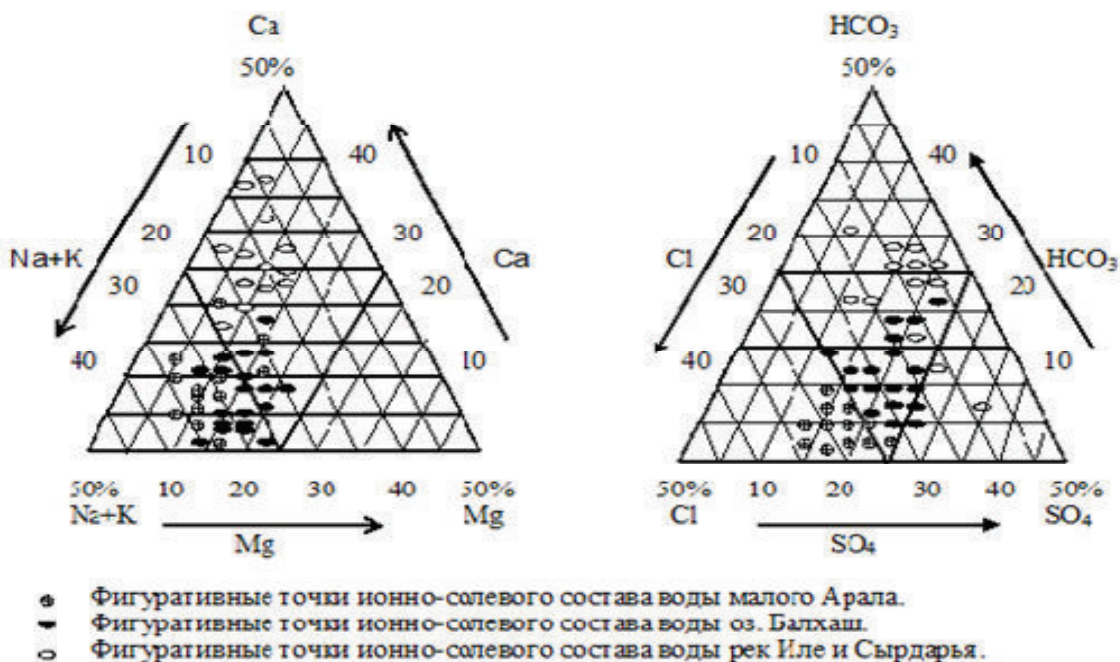 Ca HCO₃
50% 50%
10 40 10 40
20 30 20 30
Na+K Ca Cl HCO₃
30 20 30 20
40 10 40 10
50% 10 20 30 40 50% 50% 10 20 30 40 50%
Na+K Mg Cl SO₄
Mg SO₄
Фигуративные точки ионно-солевого состава воды малого Арала.
Фигуративные точки ионно-солевого состава воды оз. Балхаш.
Фигуративные точки ионно-солевого состава воды рек Иле и Сырдарья.